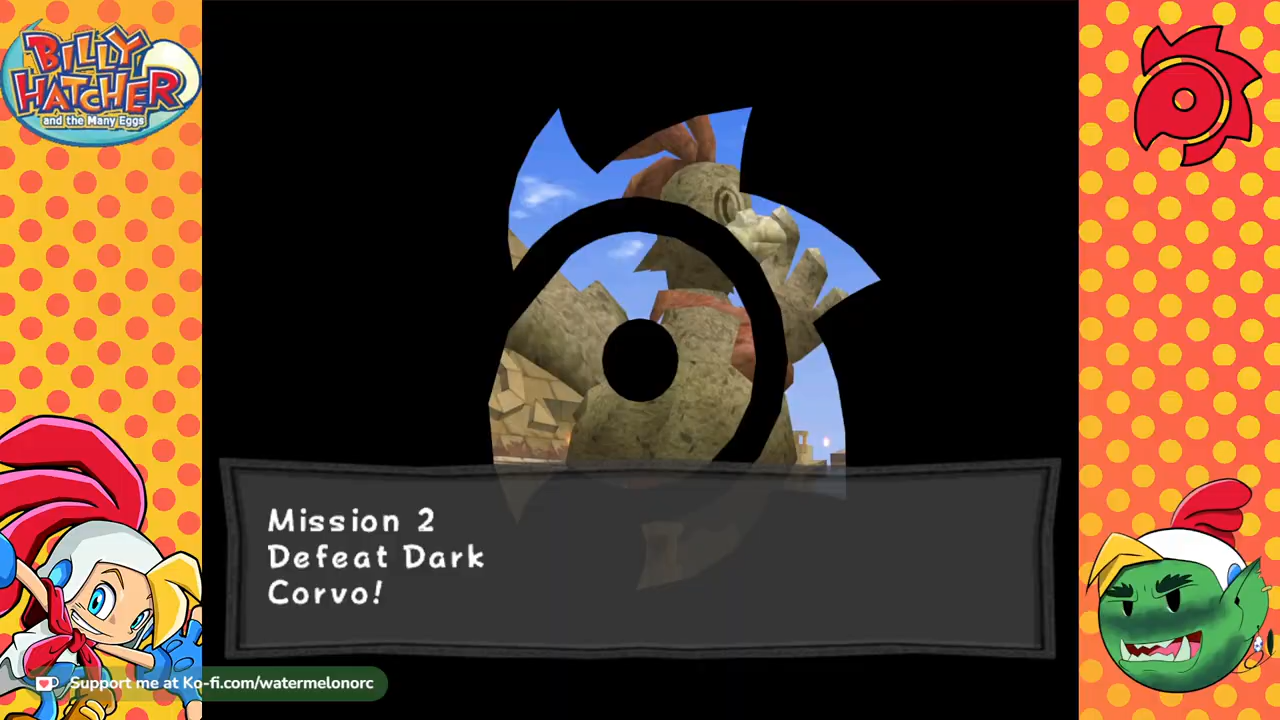 BILLY
HATCHER
and the Many Eggs
Mission 2
Defeat Dark
Corvo!
Support me at Ko-fi.com/watermelonorc